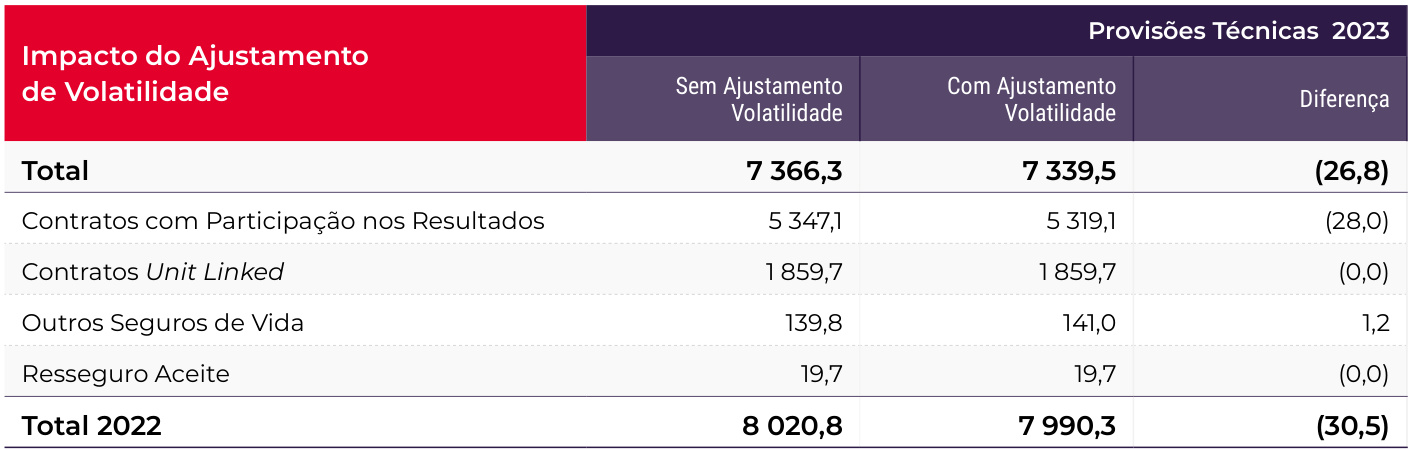 Impacto do Ajustamento
de Volatilidade
Provisões Técnicas 2023
Sem Ajustamento
Volatilidade
Com Ajustamento
Volatilidade
Diferença
Total 7 366,3 7 339,5 (26,8)
Contratos com Participação nos Resultados 5 347,1 5 319,1 (28,0)
Contratos Unit Linked 1 859,7 1 859,7 (0,0)
Outros Seguros de Vida 139,8 141,0 1,2
Resseguro Aceite 19,7 19,7 (0,0)
Total 2022 8 020,8 7 990,3 (30,5)